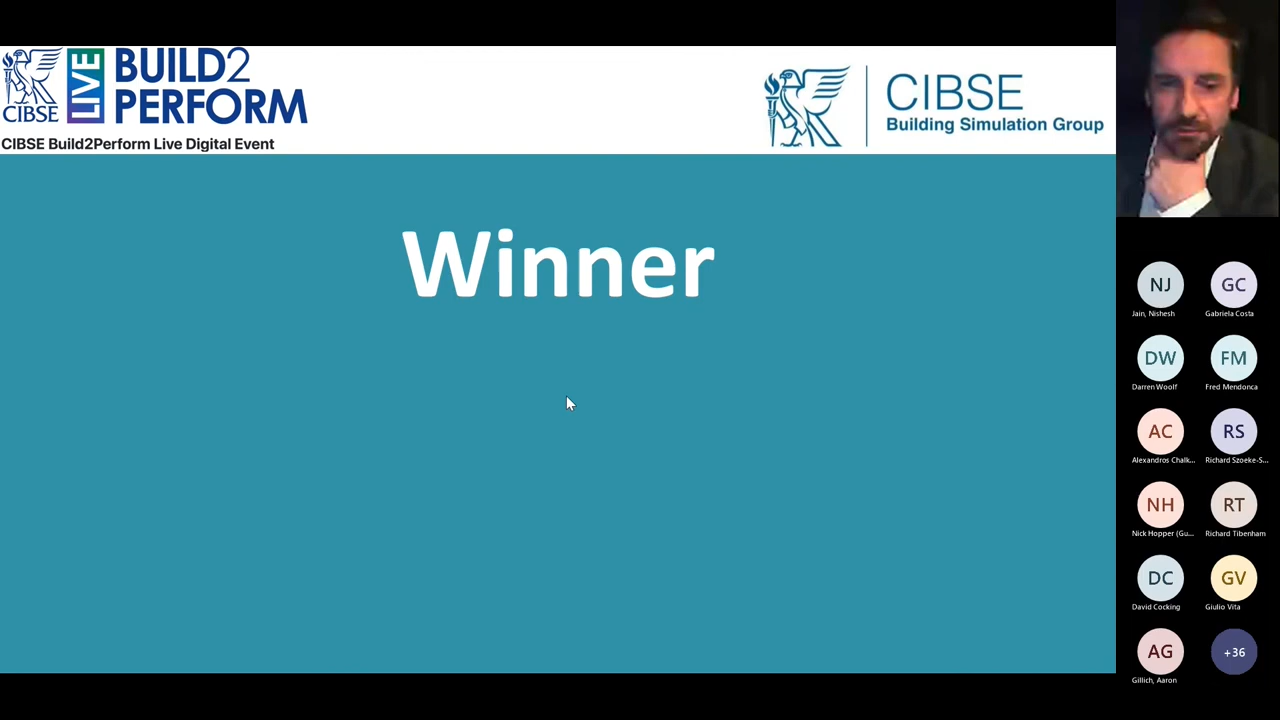 CIBSE
LIVE
BUILD2
PERFORM
CIBSE Build2Perform Live Digital Event
CIBSE
Building Simulation Group
Winner
NJ
GC
Jain, Nishesh
Gabriela Costa
DW
FM
Darren Woolf
Fred Mendonca
AC
RS
Alexandros Chalk...
Richard Szoeke-S...
NH
RT
Nick Hopper (Gu...
Richard Tibenham
DC
GV
David Cocking
Giulio Vita
AG
+36
Gillich, Aaron